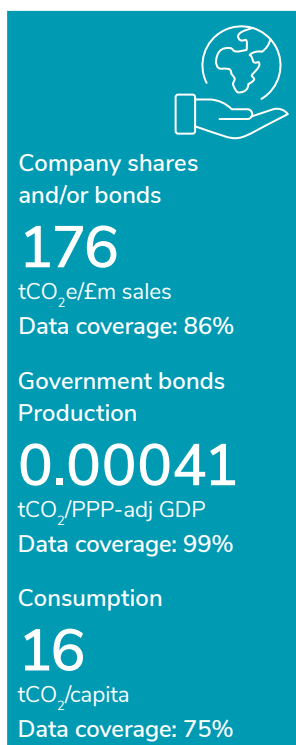 Company shares
and/or bonds
176
tCO₂e/£m sales
Data coverage: 86%
Government bonds
Production
0.00041
tCO₂/PPP-adj GDP
Data coverage: 99%
Consumption
16
tCO₂/capita
Data coverage: 75%